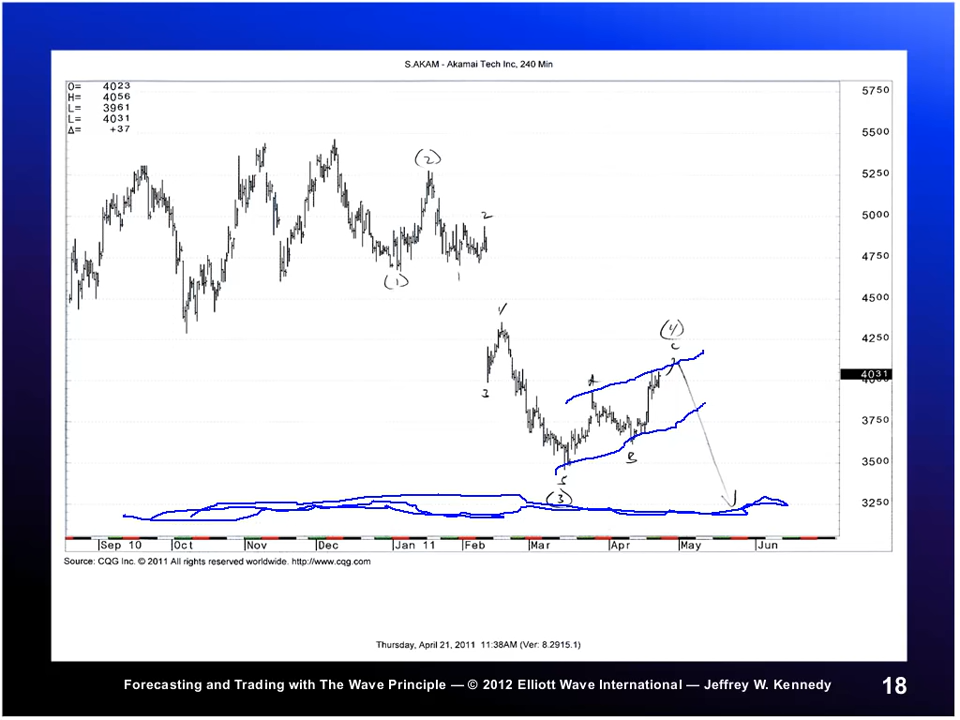 S.AKAM - Akamai Tech Inc, 240 Min
O= 4023
H= 4056
L= 3961
L= 4031
Δ= +37
5750
5500
5250
5000
4750
4500
4250
4031
4000
3750
3500
3250
(2)
2
(1)
1
(4)
C
3
A
B
5
(3)
Sep 10 Oct Nov Dec Jan 11 Feb Mar Apr May Jun
Source: CQG Inc. © 2011 All rights reserved worldwide. http://www.cqg.com
Thursday, April 21, 2011 11:38AM (Ver: 8.2915.1)
Forecasting and Trading with The Wave Principle — © 2012 Elliott Wave International — Jeffrey W. Kennedy
18